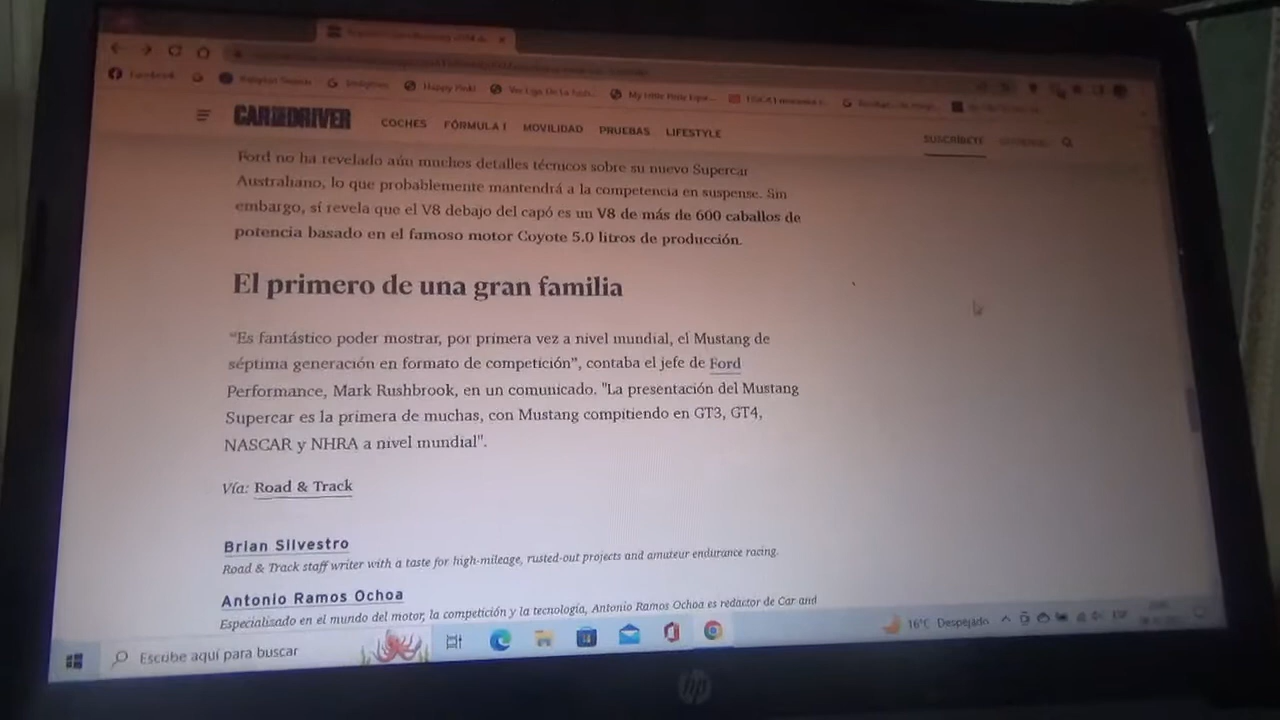 Facebook
Imágenes
CAR AND DRIVER
COCHES FÓRMULA 1 MOVILIDAD PRUEBAS LIFESTYLE
SUSCRÍBETE
Ford no ha revelado aún muchos detalles técnicos sobre su nuevo Supercar
Australiano, lo que probablemente mantendrá a la competencia en suspense. Sin
embargo, sí revela que el V8 debajo del capó es un V8 de más de 600 caballos de
potencia basado en el famoso motor Coyote 5.0 litros de producción.
El primero de una gran familia
"Es fantástico poder mostrar, por primera vez a nivel mundial, el Mustang de
séptima generación en formato de competición", contaba el jefe de Ford
Performance, Mark Rushbrook, en un comunicado. "La presentación del Mustang
Supercar es la primera de muchas, con Mustang compitiendo en GT3, GT4,
NASCAR y NHRA a nivel mundial".
Vía: Road & Track
Brian Silvestro
Road & Track staff writer with a taste for high-mileage, rusted-out projects and amateur endurance racing.
Antonio Ramos Ochoa
Especialisado en el mundo del motor, la competición y la tecnología, Antonio Ramos Ochoa es redactor de Car and
Escribe aquí para buscar
16°C Despejado
ESP
hp